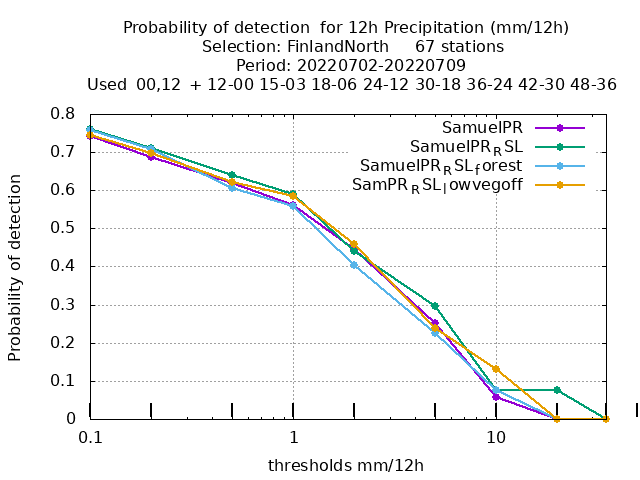 Probability of detection  for 12h Precipitation (mm/12h)
Selection: FinlandNorth     67 stations
Period: 20220702-20220709
Used  00,12  + 12-00 15-03 18-06 24-12 30-18 36-24 42-30 48-36
SamuelPR
SamuelPR_RSL
SamuelPR_RSL_forest
SamPR_RSL_lowvegoff
Probability of detection
0.8
0.7
0.6
0.5
0.4
0.3
0.2
0.1
0
0.1
1
10
thresholds mm/12h